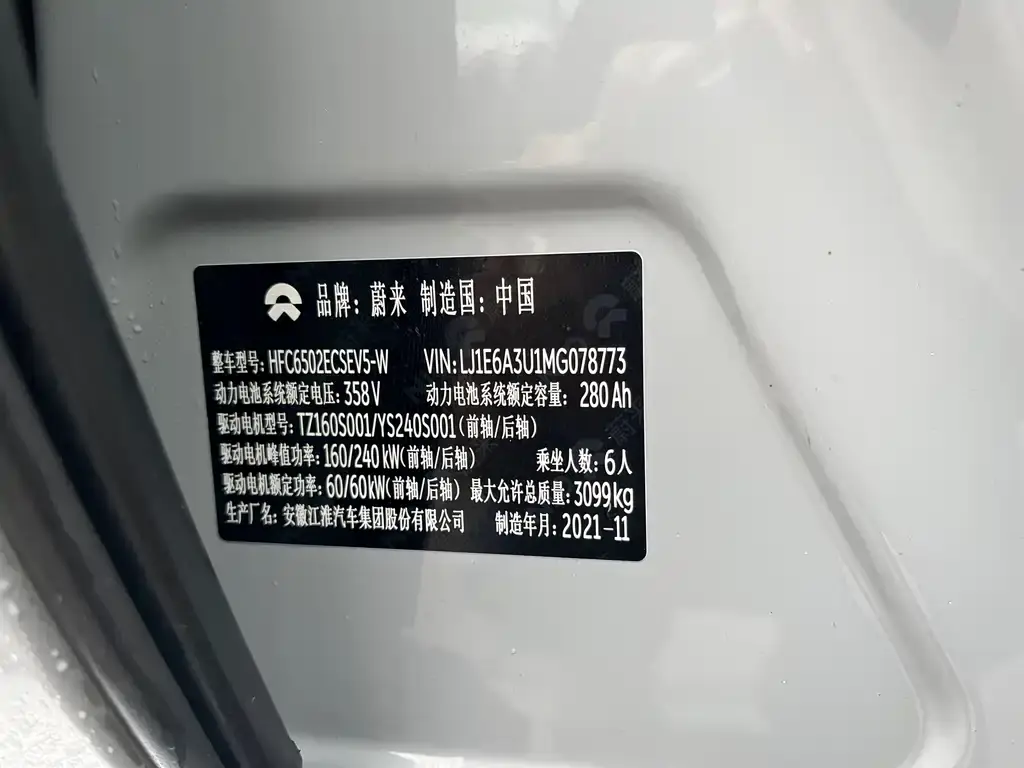 品牌：蔚来 制造国：中国
整车型号：HFC6502ECSEV5-W VIN:LJ1E6A3U1MG078773
动力电池系统额定电压：358V 动力电池系统额定容量：280Ah
驱动电机型号：TZ160S001/YS240S001(前轴/后轴)
驱动电机峰值功率：160/240kW(前轴/后轴) 乘坐人数：6人
驱动电机额定功率：60/60kW(前轴/后轴) 最大允许总质量：3099kg
生产厂名：安徽江淮汽车集团股份有限公司 制造年月：2021-11